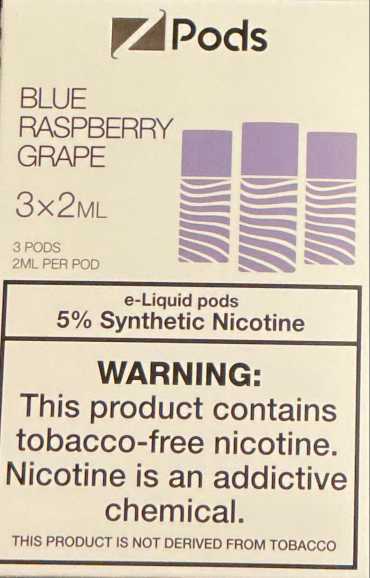 Z Pods
BLUE
RASPBERRY
GRAPE
3×2ML
3 PODS
2ML PER POD
e-Liquid pods
5% Synthetic Nicotine
WARNING:
This product contains
tobacco-free nicotine.
Nicotine is an addictive
chemical.
THIS PRODUCT IS NOT DERIVED FROM TOBACCO